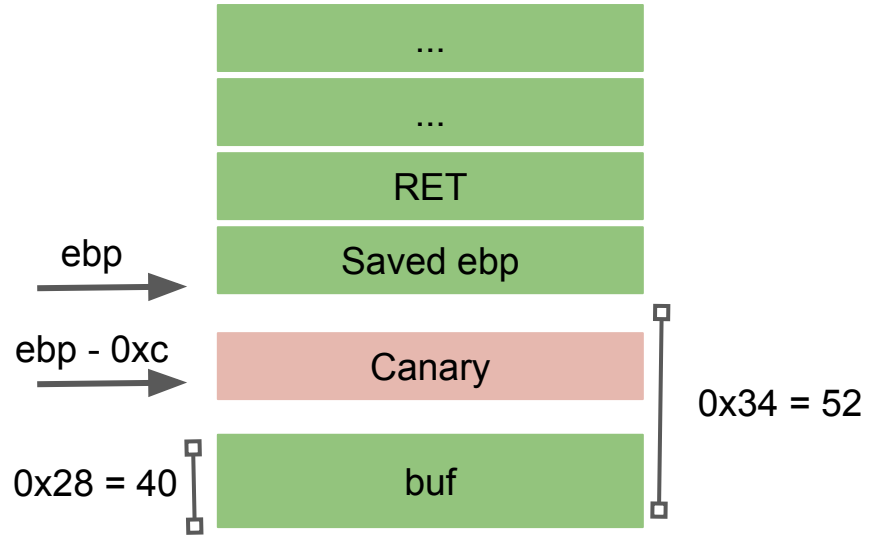 ...
...
RET
ebp
Saved ebp
ebp - 0xc
Canary
0x34 = 52
0x28 = 40
buf